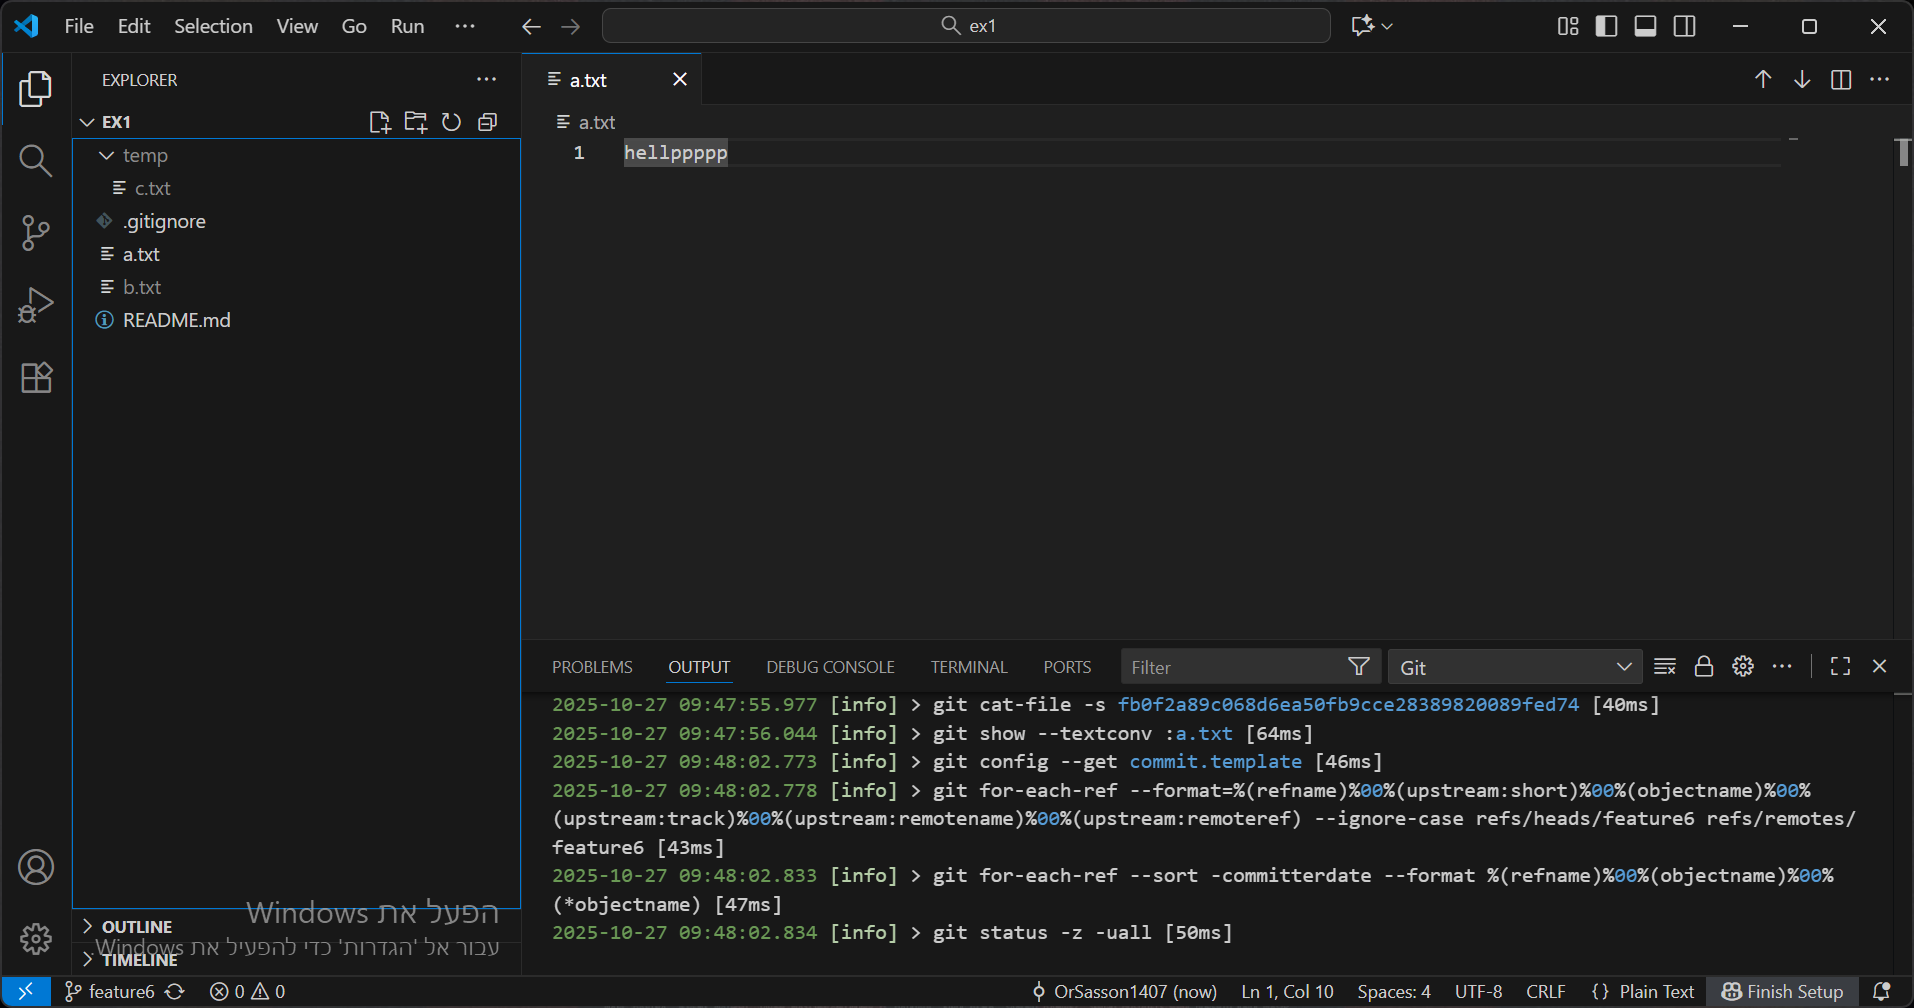 File Edit Selection View Go Run ··· ex1
EXPLORER ···
EX1
temp
c.txt
.gitignore
a.txt
b.txt
README.md
OUTLINE
TIMELINE
הפעל את Windows
עבור אל 'הגדרות' כדי להפעיל את Windows.
a.txt
a.txt
1 hellppppp
PROBLEMS OUTPUT DEBUG CONSOLE TERMINAL PORTS Filter Git
2025-10-27 09:47:55.977 [info] > git cat-file -s fb0f2a89c068d6ea50fb9cce28389820089fed74 [40ms]
2025-10-27 09:47:56.044 [info] > git show --textconv :a.txt [64ms]
2025-10-27 09:48:02.773 [info] > git config --get commit.template [46ms]
2025-10-27 09:48:02.778 [info] > git for-each-ref --format=%(refname)%00%(upstream:short)%00%(objectname)%00%
(upstream:track)%00%(upstream:remotename)%00%(upstream:remoteref) --ignore-case refs/heads/feature6 refs/remotes/
feature6 [43ms]
2025-10-27 09:48:02.833 [info] > git for-each-ref --sort -committerdate --format %(refname)%00%(objectname)%00%
(*objectname) [47ms]
2025-10-27 09:48:02.834 [info] > git status -z -uall [50ms]
feature6 0 0 OrSasson1407 (now) Ln 1, Col 10 Spaces: 4 UTF-8 CRLF {} Plain Text Finish Setup